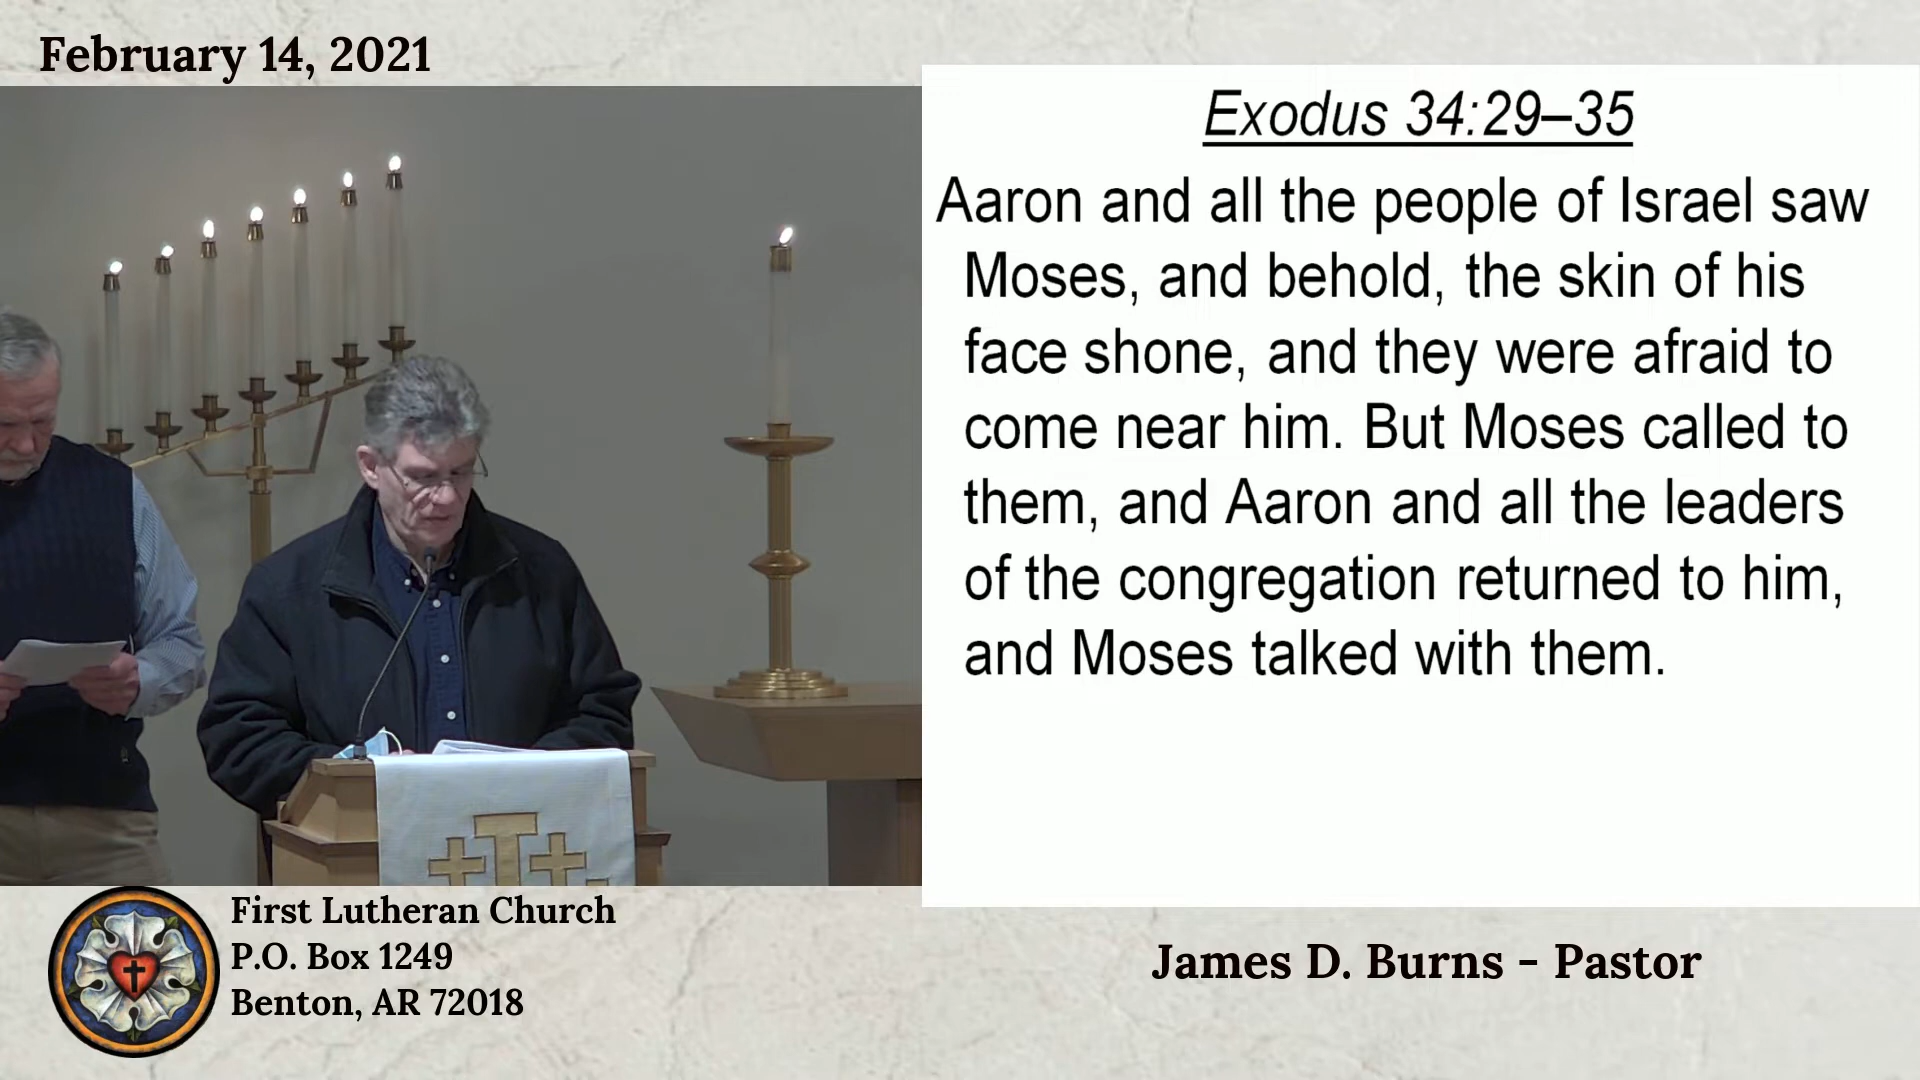 February 14, 2021
Exodus 34:29–35
Aaron and all the people of Israel saw
Moses, and behold, the skin of his
face shone, and they were afraid to
come near him. But Moses called to
them, and Aaron and all the leaders
of the congregation returned to him,
and Moses talked with them.
First Lutheran Church
P.O. Box 1249
Benton, AR 72018
James D. Burns - Pastor